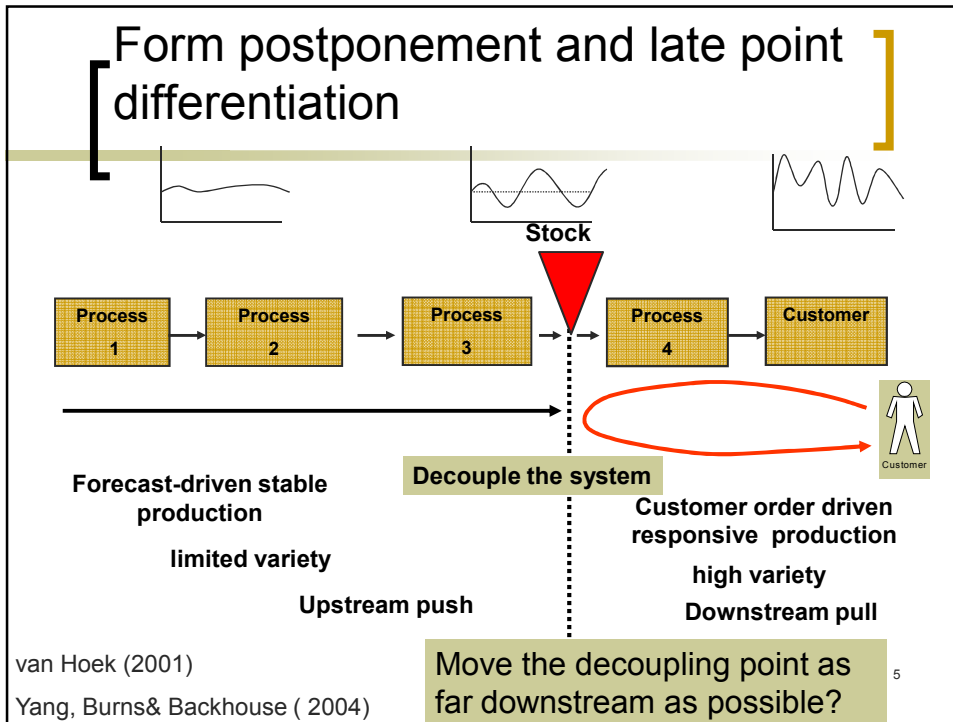 Form postponement and late point
differentiation
Stock
Process
1
Process
2
Process
3
Process
4
Customer
Customer
Decouple the system
Forecast-driven stable
production
limited variety
Upstream push
Customer order driven
responsive production
high variety
Downstream pull
van Hoek (2001)
Yang, Burns& Backhouse ( 2004)
Move the decoupling point as
far downstream as possible?
5